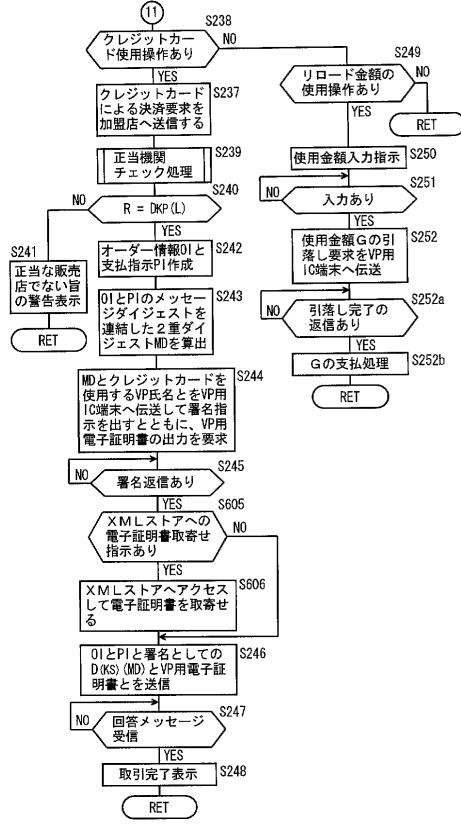 11
S238
クレジットカー
ド使用操作あり
NO
YES
S237
クレジットカード
による決済要求を
加盟店へ送信する
S239
正当機関
チェック処理
S240
NO
R = DKP(L)
YES
S241
正当な販売
店でない旨
の警告表示
RET
S242
オーダー情報OIと
支払指示PI作成
S243
OIとPIのメッセー
ジダイジェストを
連結した2重ダイ
ジェストMDを算出
S244
MDとクレジットカードを
使用するVP氏名とをVP用
IC端末へ伝送して署名指
示を出すとともに、VP用
電子証明書の出力を要求
S245
NO
署名返信あり
YES
S605
XMLストアへの
電子証明書取寄せ
指示あり
NO
YES
S606
XMLストアへアクセス
して電子証明書を取寄せ
る
S246
OIとPIと署名としての
D(KS)(MD)とVP用電子証
明書とを送信
S247
NO
回答メッセージ
受信
YES
S248
取引完了表示
RET
S249
リロード金額の
使用操作あり
NO
YES
RET
S250
使用金額入力指示
S251
NO
入力あり
YES
S252
使用金額Gの引
落し要求をVP用
IC端末へ伝送
S252a
NO
引落し完了の
返信あり
YES
S252b
Gの支払処理
RET